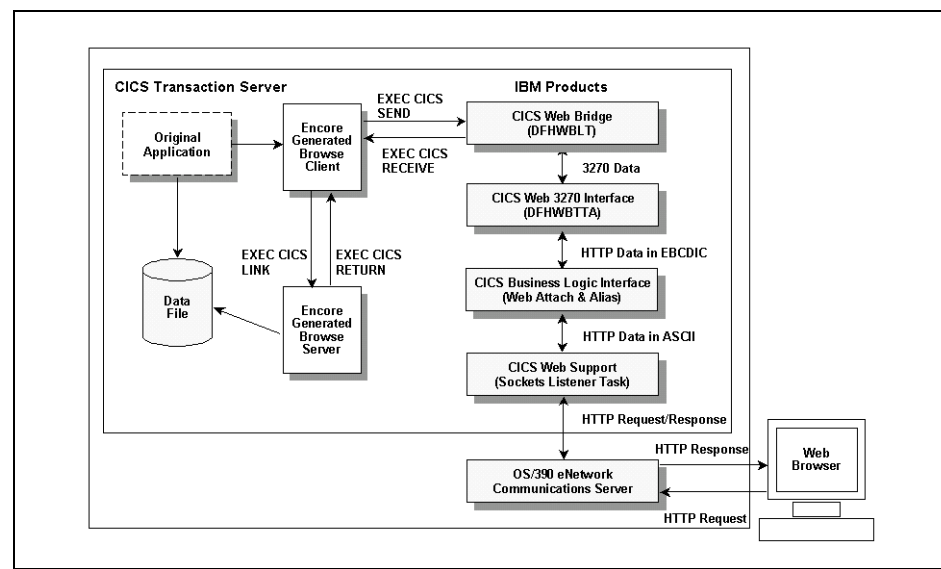 CICS Transaction Server
IBM Products
Original
Application
Encore
Generated
Browse
Client
EXEC CICS
SEND
EXEC CICS
RECEIVE
CICS Web Bridge
(DFHWBLT)
3270 Data
CICS Web 3270 Interface
(DFHWBTTA)
EXEC CICS
LINK
EXEC CICS
RETURN
HTTP Data in EBCDIC
CICS Business Logic Interface
(Web Attach & Alias)
Data
File
Encore
Generated
Browse
Server
HTTP Data in ASCII
CICS Web Support
(Sockets Listener Task)
HTTP Request/Response
OS/390 eNetwork
Communications Server
HTTP Response
HTTP Request
Web
Browser